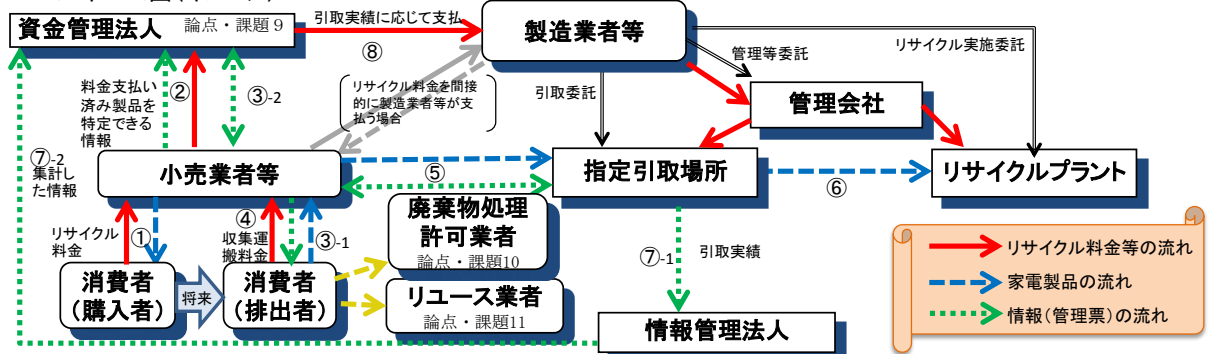 資金管理法人 論点・課題9
引取実績に応じて支払
⑧
製造業者等
リサイクル実施委託
管理等委託
料金支払い
済み製品を
特定できる
情報
②
③-2
リサイクル料金を間接
的に製造業者等が支
払う場合
引取委託
管理会社
⑦-2
集計し
た情報
小売業者等
⑤
指定引取場所
⑥
リサイクルプラント
リサイクル
料金
①
④
収集運
搬料金
③-1
廃棄物処理
許可業者
論点・課題10
⑦-1
引取実績
消費者
(購入者)
将来
消費者
(排出者)
リユース業者
論点・課題11
情報管理法人
リサイクル料金等の流れ
家電製品の流れ
情報(管理票)の流れ